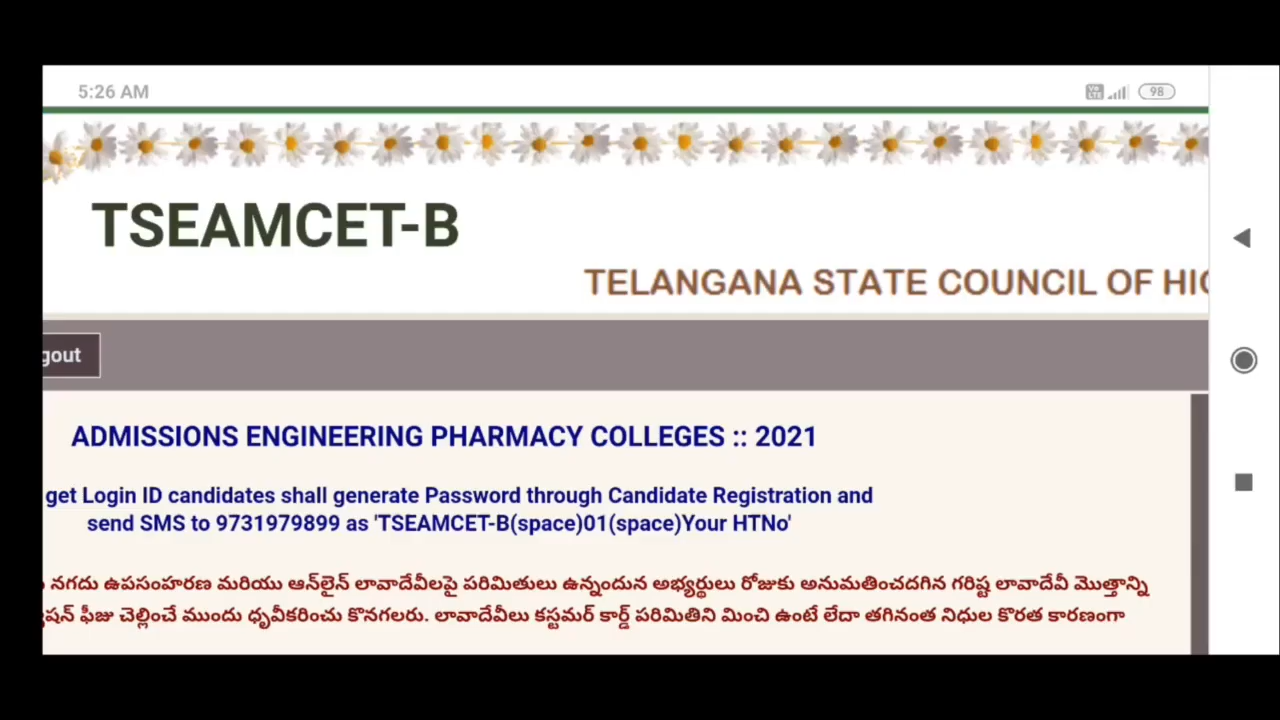 5:26 AM
Vo LTE
98
TSEAMCET-B
TELANGANA STATE COUNCIL OF
gout
ADMISSIONS ENGINEERING PHARMACY COLLEGES :: 2021
get Login ID candidates shall generate Password through Candidate Registration and
send SMS to 9731979899 as 'TSEAMCET-B(space)01(space)Your HTNo'
నగదు ఉపసంహరణ మరియు ఆన్‌లైన్ లావాదేవీలపై పరిమితులు ఉన్నందున అభ్యర్థులు రోజుకు అనుమతించదగిన గరిష్ట లావాదేవీ మొత్తాన్ని
షన్ ఫీజు చెల్లించే ముందు ధృవీకరించు కొనగలరు. లావాదేవీలు కస్టమర్ కార్డ్ పరిమితిని మించి ఉంటే లేదా తగినంత నిధుల కొరత కారణంగా